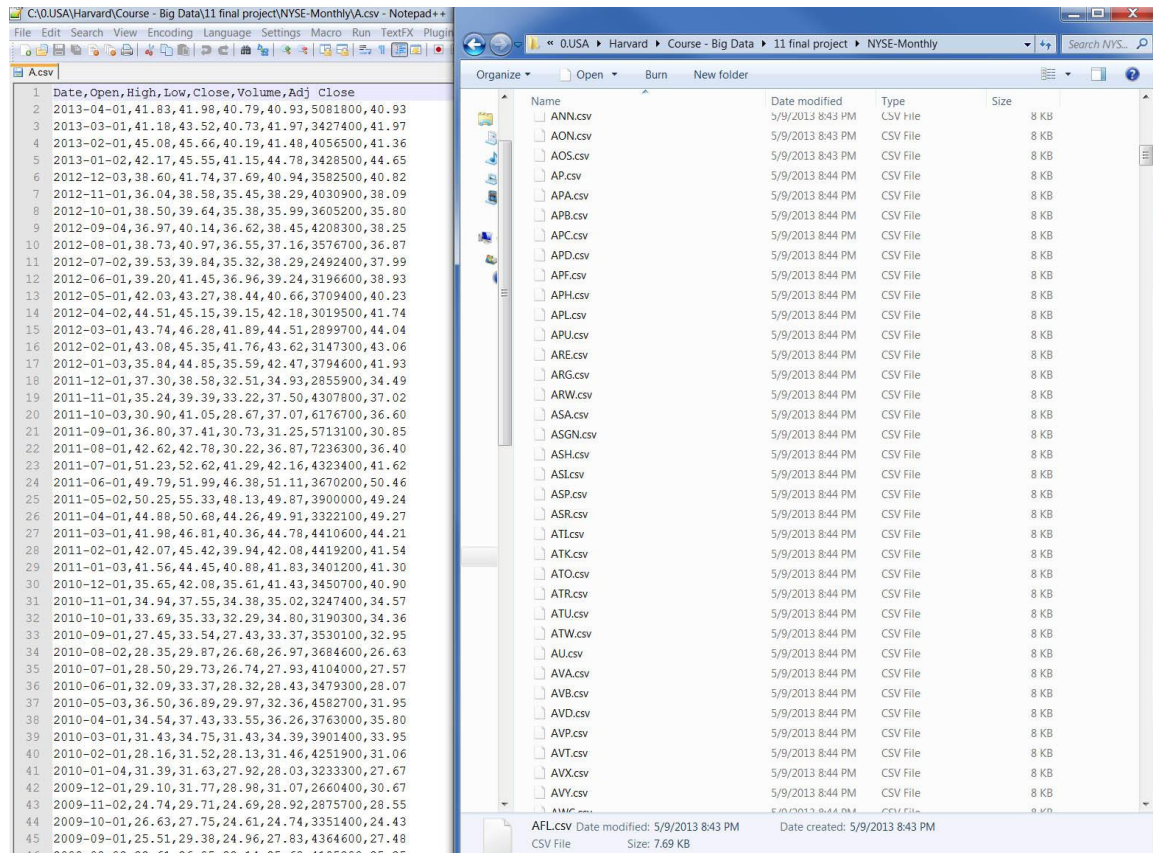 C:\0.USA\Harvard\Course - Big Data\11 final project\NYSE-Monthly\A.csv - Notepad++
File Edit Search View Encoding Language Settings Macro Run TextFX Plugin
A.csv
1 Date,Open,High,Low,Close,Volume,Adj Close
2 2013-04-01,41.83,41.98,40.79,40.93,5081800,40.93
3 2013-03-01,41.18,43.52,40.73,41.97,3427400,41.97
4 2013-02-01,45.08,45.66,40.19,41.48,4056500,41.36
5 2013-01-02,42.17,45.55,41.15,44.78,3428500,44.65
6 2012-12-03,38.60,41.74,37.69,40.94,3582500,40.82
7 2012-11-01,36.04,38.58,35.45,38.29,4030900,38.09
8 2012-10-01,38.50,39.64,35.38,35.99,3605200,35.80
9 2012-09-04,36.97,40.14,36.62,38.45,4208300,38.25
10 2012-08-01,38.73,40.97,36.55,37.16,3576700,36.87
11 2012-07-02,39.53,39.84,35.32,38.29,2492400,37.99
12 2012-06-01,39.20,41.45,36.96,39.24,3196600,38.93
13 2012-05-01,42.03,43.27,38.44,40.66,3709400,40.23
14 2012-04-02,44.51,45.15,39.15,42.18,3019500,41.74
15 2012-03-01,43.74,46.28,41.89,44.51,2899700,44.04
16 2012-02-01,43.08,45.35,41.76,43.62,3147300,43.06
17 2012-01-03,35.84,44.85,35.59,42.47,3794600,41.93
18 2011-12-01,37.30,38.58,32.51,34.93,2855900,34.49
19 2011-11-01,35.24,39.39,33.22,37.50,4307800,37.02
20 2011-10-03,30.90,41.05,28.67,37.07,6176700,36.60
21 2011-09-01,36.80,37.41,30.73,31.25,5713100,30.85
22 2011-08-01,42.62,42.78,30.22,36.87,7236300,36.40
23 2011-07-01,51.23,52.62,41.29,42.16,4323400,41.62
24 2011-06-01,49.79,51.99,46.38,51.11,3670200,50.46
25 2011-05-02,50.25,55.33,48.13,49.87,3900000,49.24
26 2011-04-01,44.88,50.68,44.26,49.91,3322100,49.27
27 2011-03-01,41.98,46.81,40.36,44.78,4410600,44.21
28 2011-02-01,42.07,45.42,39.94,42.08,4419200,41.54
29 2011-01-03,41.56,44.45,40.88,41.83,3401200,41.30
30 2010-12-01,35.65,42.08,35.61,41.43,3450700,40.90
31 2010-11-01,34.94,37.55,34.38,35.02,3247400,34.57
32 2010-10-01,33.69,35.33,32.29,34.80,3190300,34.36
33 2010-09-01,27.45,33.54,27.43,33.37,3530100,32.95
34 2010-08-02,28.35,29.87,26.68,26.97,3684600,26.63
35 2010-07-01,28.50,29.73,26.74,27.93,4104000,27.57
36 2010-06-01,32.09,33.37,28.32,28.43,3479300,28.07
37 2010-05-03,36.50,36.89,29.97,32.36,4582700,31.95
38 2010-04-01,34.54,37.43,33.55,36.26,3763000,35.80
39 2010-03-01,31.43,34.75,31.43,34.39,3901400,33.95
40 2010-02-01,28.16,31.52,28.13,31.46,4251900,31.06
41 2010-01-04,31.39,31.63,27.92,28.03,3233300,27.67
42 2009-12-01,29.10,31.77,28.98,31.07,2660400,30.67
43 2009-11-02,24.74,29.71,24.69,28.92,2875700,28.55
44 2009-10-01,26.63,27.75,24.61,24.74,3351400,24.43
45 2009-09-01,25.51,29.38,24.96,27.83,4364600,27.48
« 0.USA Harvard Course - Big Data 11 final project NYSE-Monthly
Search NYS...
Organize Open Burn New folder
Name Date modified Type Size
ANN.csv 5/9/2013 8:43 PM CSV File 8 KB
AON.csv 5/9/2013 8:43 PM CSV File 8 KB
AOS.csv 5/9/2013 8:43 PM CSV File 8 KB
AP.csv 5/9/2013 8:44 PM CSV File 8 KB
APA.csv 5/9/2013 8:44 PM CSV File 8 KB
APB.csv 5/9/2013 8:44 PM CSV File 8 KB
APC.csv 5/9/2013 8:44 PM CSV File 8 KB
APD.csv 5/9/2013 8:44 PM CSV File 8 KB
APF.csv 5/9/2013 8:44 PM CSV File 8 KB
APH.csv 5/9/2013 8:44 PM CSV File 8 KB
APL.csv 5/9/2013 8:44 PM CSV File 8 KB
APU.csv 5/9/2013 8:44 PM CSV File 8 KB
ARE.csv 5/9/2013 8:44 PM CSV File 8 KB
ARG.csv 5/9/2013 8:44 PM CSV File 8 KB
ARW.csv 5/9/2013 8:44 PM CSV File 8 KB
ASA.csv 5/9/2013 8:44 PM CSV File 8 KB
ASGN.csv 5/9/2013 8:44 PM CSV File 8 KB
ASH.csv 5/9/2013 8:44 PM CSV File 8 KB
ASI.csv 5/9/2013 8:44 PM CSV File 8 KB
ASP.csv 5/9/2013 8:44 PM CSV File 8 KB
ASR.csv 5/9/2013 8:44 PM CSV File 8 KB
ATI.csv 5/9/2013 8:44 PM CSV File 8 KB
ATK.csv 5/9/2013 8:44 PM CSV File 8 KB
ATO.csv 5/9/2013 8:44 PM CSV File 8 KB
ATR.csv 5/9/2013 8:44 PM CSV File 8 KB
ATU.csv 5/9/2013 8:44 PM CSV File 8 KB
ATW.csv 5/9/2013 8:44 PM CSV File 8 KB
AU.csv 5/9/2013 8:44 PM CSV File 8 KB
AVA.csv 5/9/2013 8:44 PM CSV File 8 KB
AVB.csv 5/9/2013 8:44 PM CSV File 8 KB
AVD.csv 5/9/2013 8:44 PM CSV File 8 KB
AVP.csv 5/9/2013 8:44 PM CSV File 8 KB
AVT.csv 5/9/2013 8:44 PM CSV File 8 KB
AVX.csv 5/9/2013 8:44 PM CSV File 8 KB
AVY.csv 5/9/2013 8:44 PM CSV File 8 KB
AFL.csv Date modified: 5/9/2013 8:43 PM Date created: 5/9/2013 8:43 PM
CSV File Size: 7.69 KB